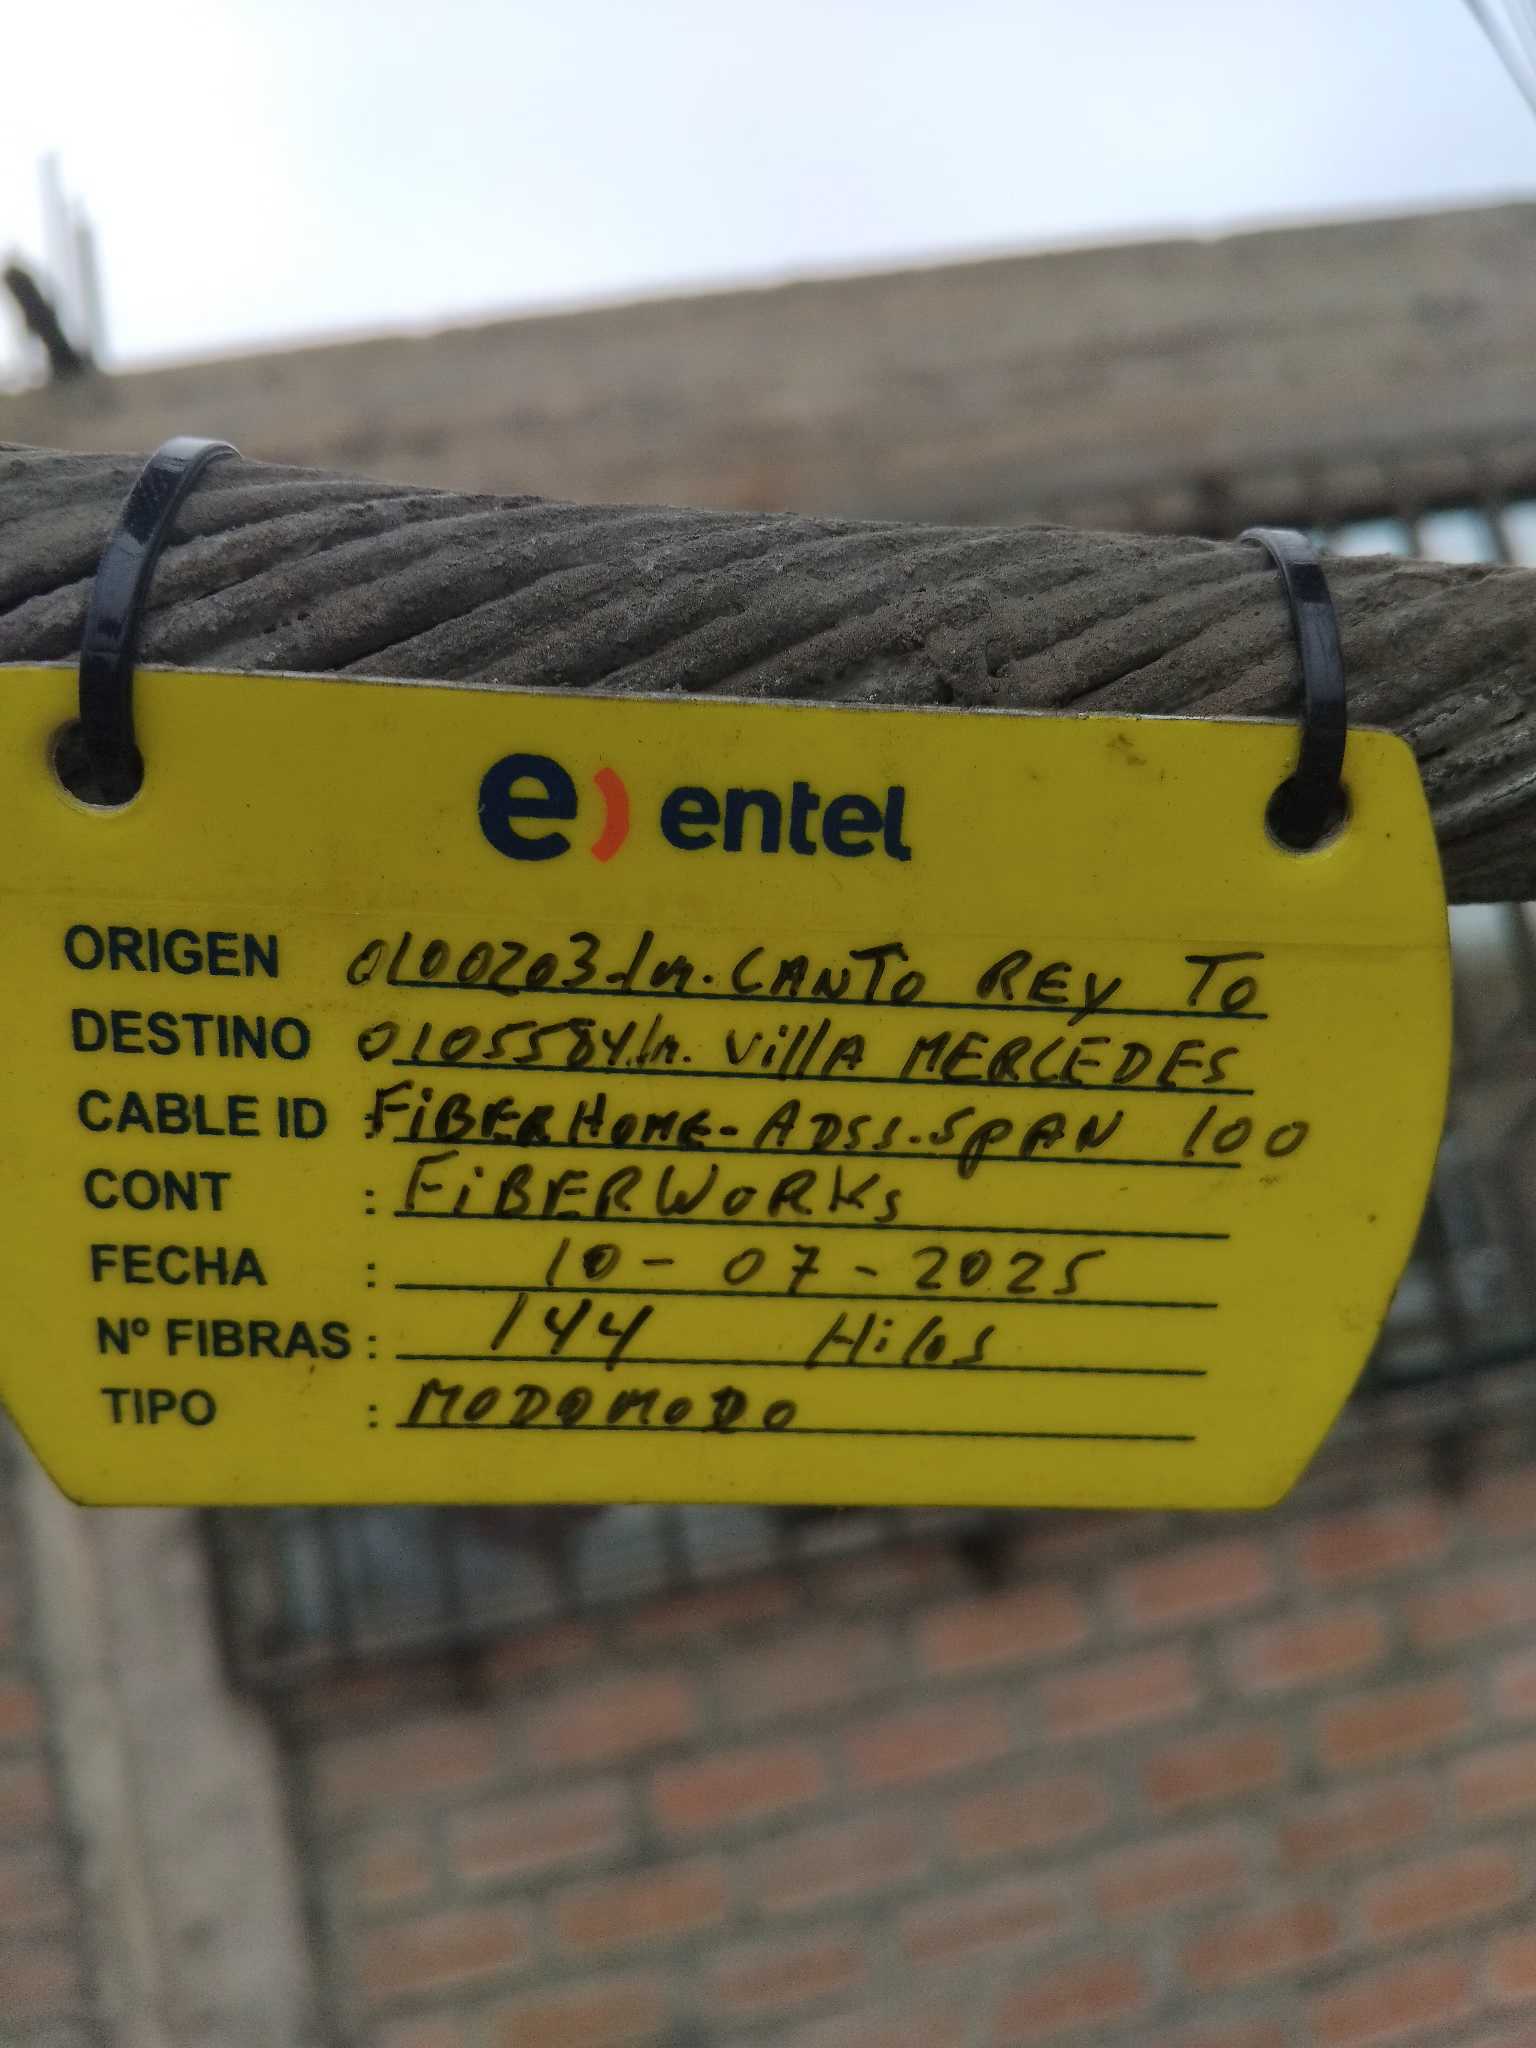 e) entel
ORIGEN 0100203.lm.CANTO REY TO
DESTINO 0105584.lm. VillA MERCEDES
CABLE ID : FiBERHOME-ADSS.SPAN 100
CONT : FiBERWORKs
FECHA : 10-07-2025
Nº FIBRAS : 144 Hilos
TIPO : MODOMODO